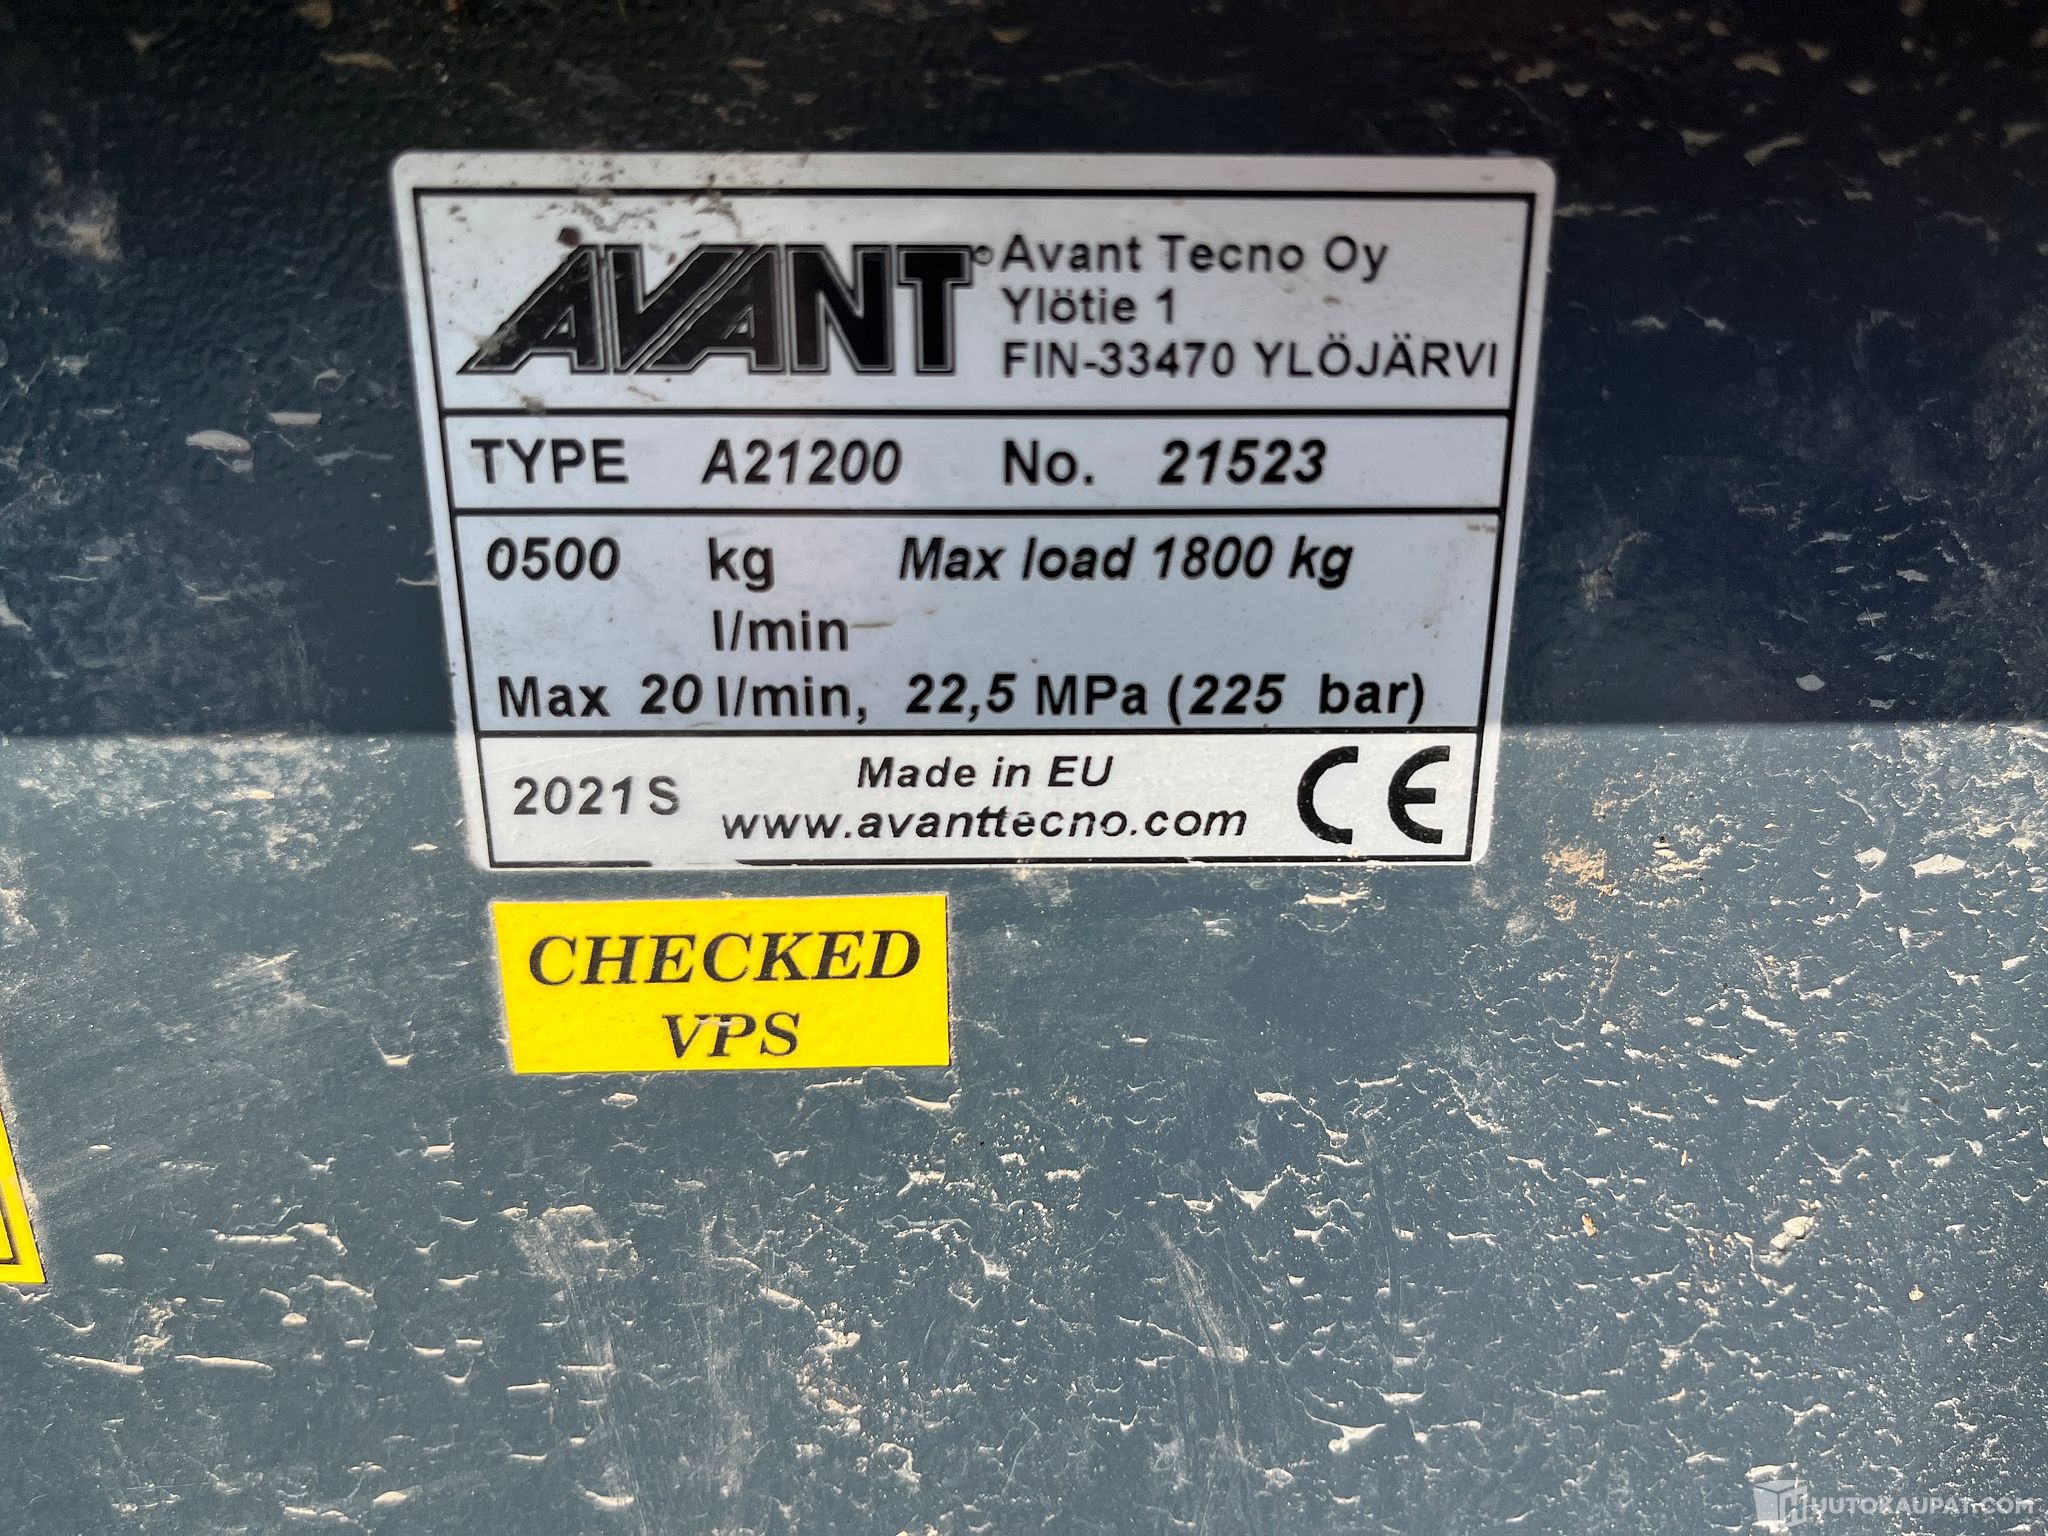 AVANT® Avant Tecno Oy
Ylötie 1
FIN-33470 YLÖJÄRVI
TYPE A21200 No. 21523
0500 kg Max load 1800 kg
l/min
Max 20 l/min, 22,5 MPa (225 bar)
2021 S Made in EU CE
www.avanttecno.com
CHECKED
VPS
HUUTOKAUPAT.COM